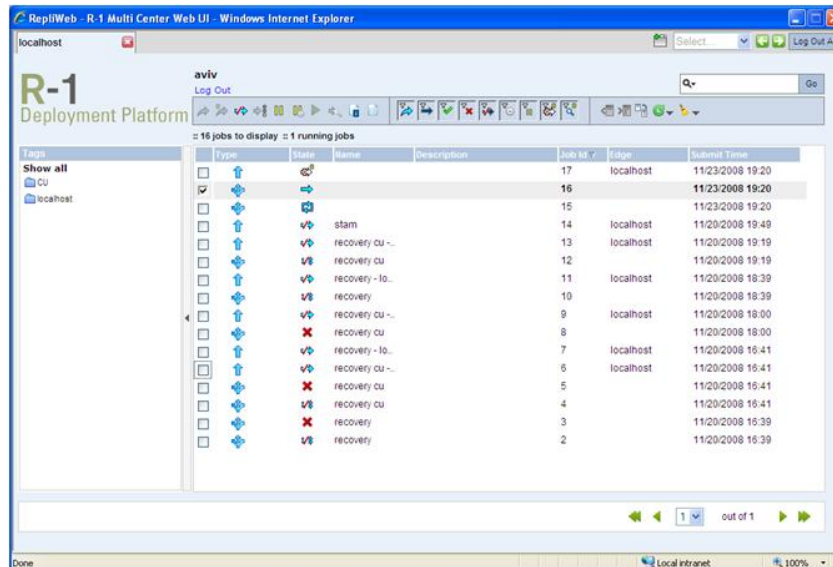 RepliWeb - R-1 Multi Center Web UI - Windows Internet Explorer
localhost
Select...
Log Out A
R-1
Deployment Platform
aviv
Log Out
Go
:: 16 jobs to display :: 1 running jobs
Tags
Show all
CU
localhost
Type State Name Description Job Id Edge Submit Time
17 localhost 11/23/2008 19:20
16 11/23/2008 19:20
15 11/23/2008 19:20
14 stam localhost 11/20/2008 19:49
recovery cu -... 13 localhost 11/20/2008 19:19
recovery cu 12 11/20/2008 19:19
recovery - lo... 11 localhost 11/20/2008 18:39
recovery 10 11/20/2008 18:39
recovery cu -... 9 localhost 11/20/2008 18:00
recovery cu 8 11/20/2008 18:00
recovery - lo... 7 localhost 11/20/2008 16:41
recovery cu -... 6 localhost 11/20/2008 16:41
recovery cu 5 11/20/2008 16:41
recovery cu 4 11/20/2008 16:41
recovery 3 11/20/2008 16:39
recovery 2 11/20/2008 16:39
1 out of 1
Done
Local intranet
100%